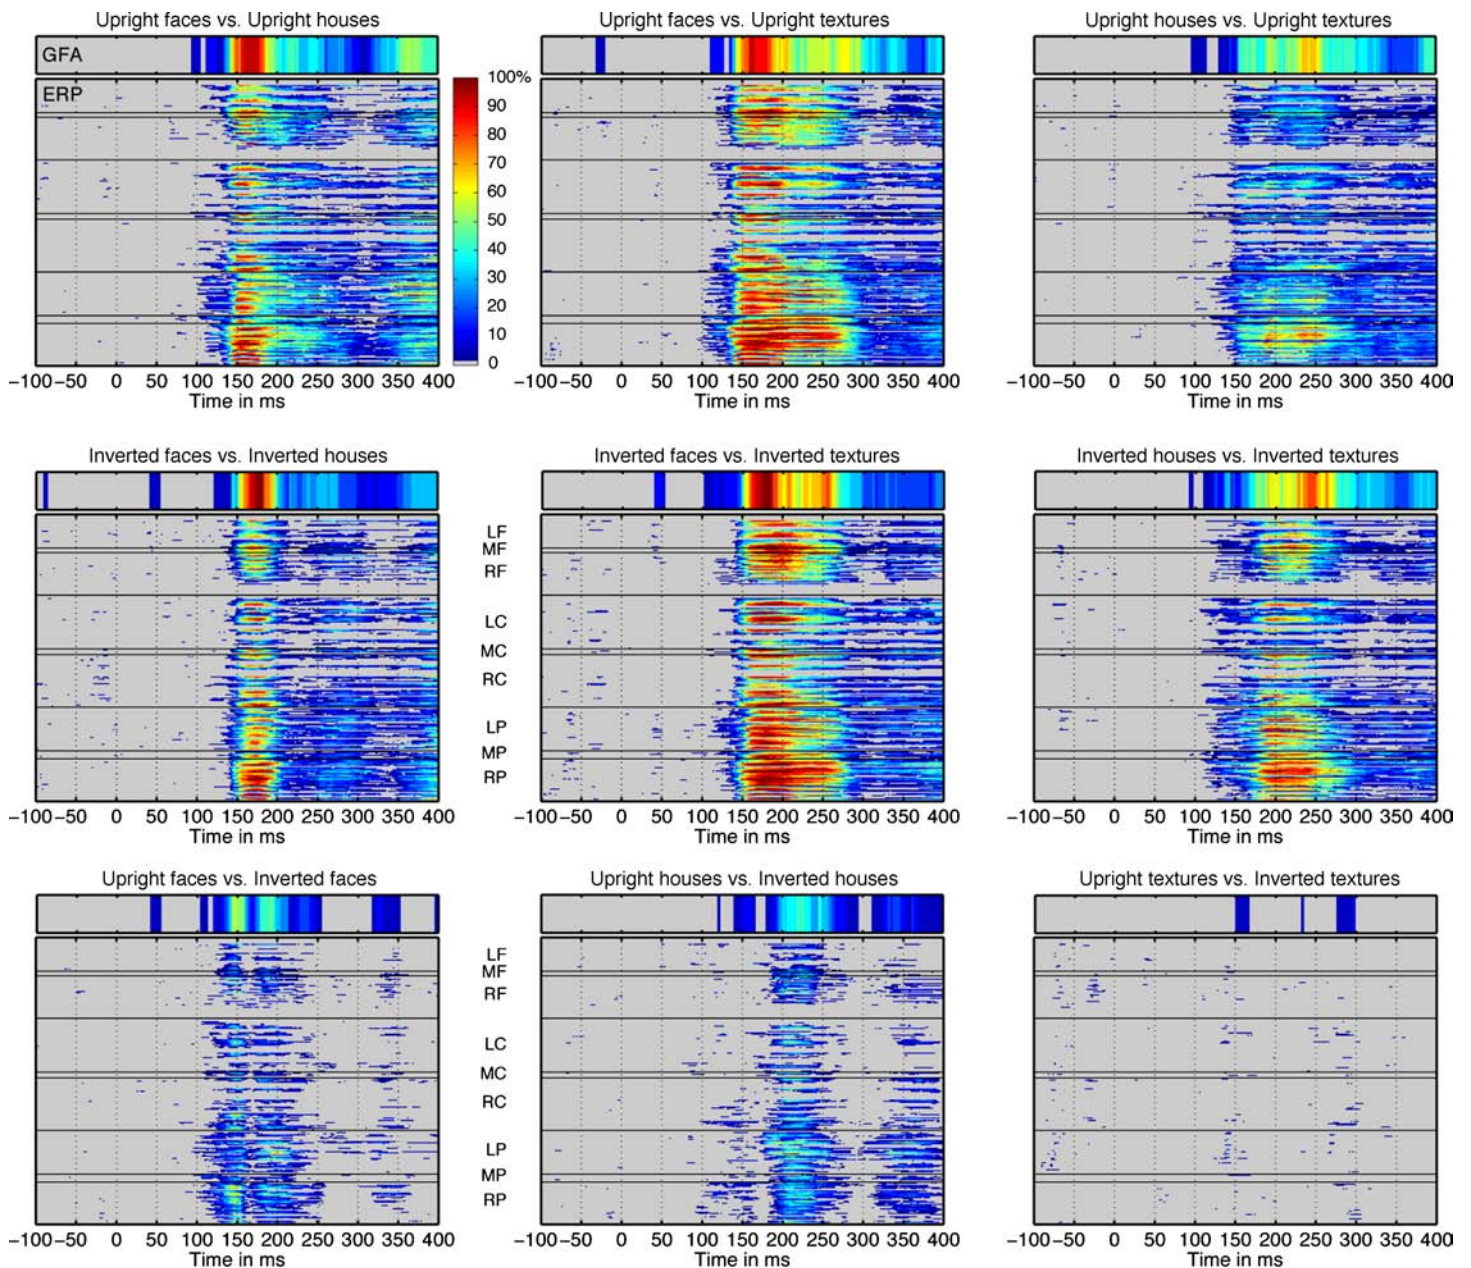 Upright faces vs. Upright houses
Upright faces vs. Upright textures
Upright houses vs. Upright textures
GFA
ERP
100%
90
80
70
60
50
40
30
20
10
0
−100 −50 0 50 100 150 200 250 300 350 400
Time in ms
−100 −50 0 50 100 150 200 250 300 350 400
Time in ms
−100 −50 0 50 100 150 200 250 300 350 400
Time in ms
Inverted faces vs. Inverted houses
Inverted faces vs. Inverted textures
Inverted houses vs. Inverted textures
LF
MF
RF
LC
MC
RC
LP
MP
RP
−100 −50 0 50 100 150 200 250 300 350 400
Time in ms
−100 −50 0 50 100 150 200 250 300 350 400
Time in ms
−100 −50 0 50 100 150 200 250 300 350 400
Time in ms
Upright faces vs. Inverted faces
Upright houses vs. Inverted houses
Upright textures vs. Inverted textures
LF
MF
RF
LC
MC
RC
LP
MP
RP
−100 −50 0 50 100 150 200 250 300 350 400
Time in ms
−100 −50 0 50 100 150 200 250 300 350 400
Time in ms
−100 −50 0 50 100 150 200 250 300 350 400
Time in ms